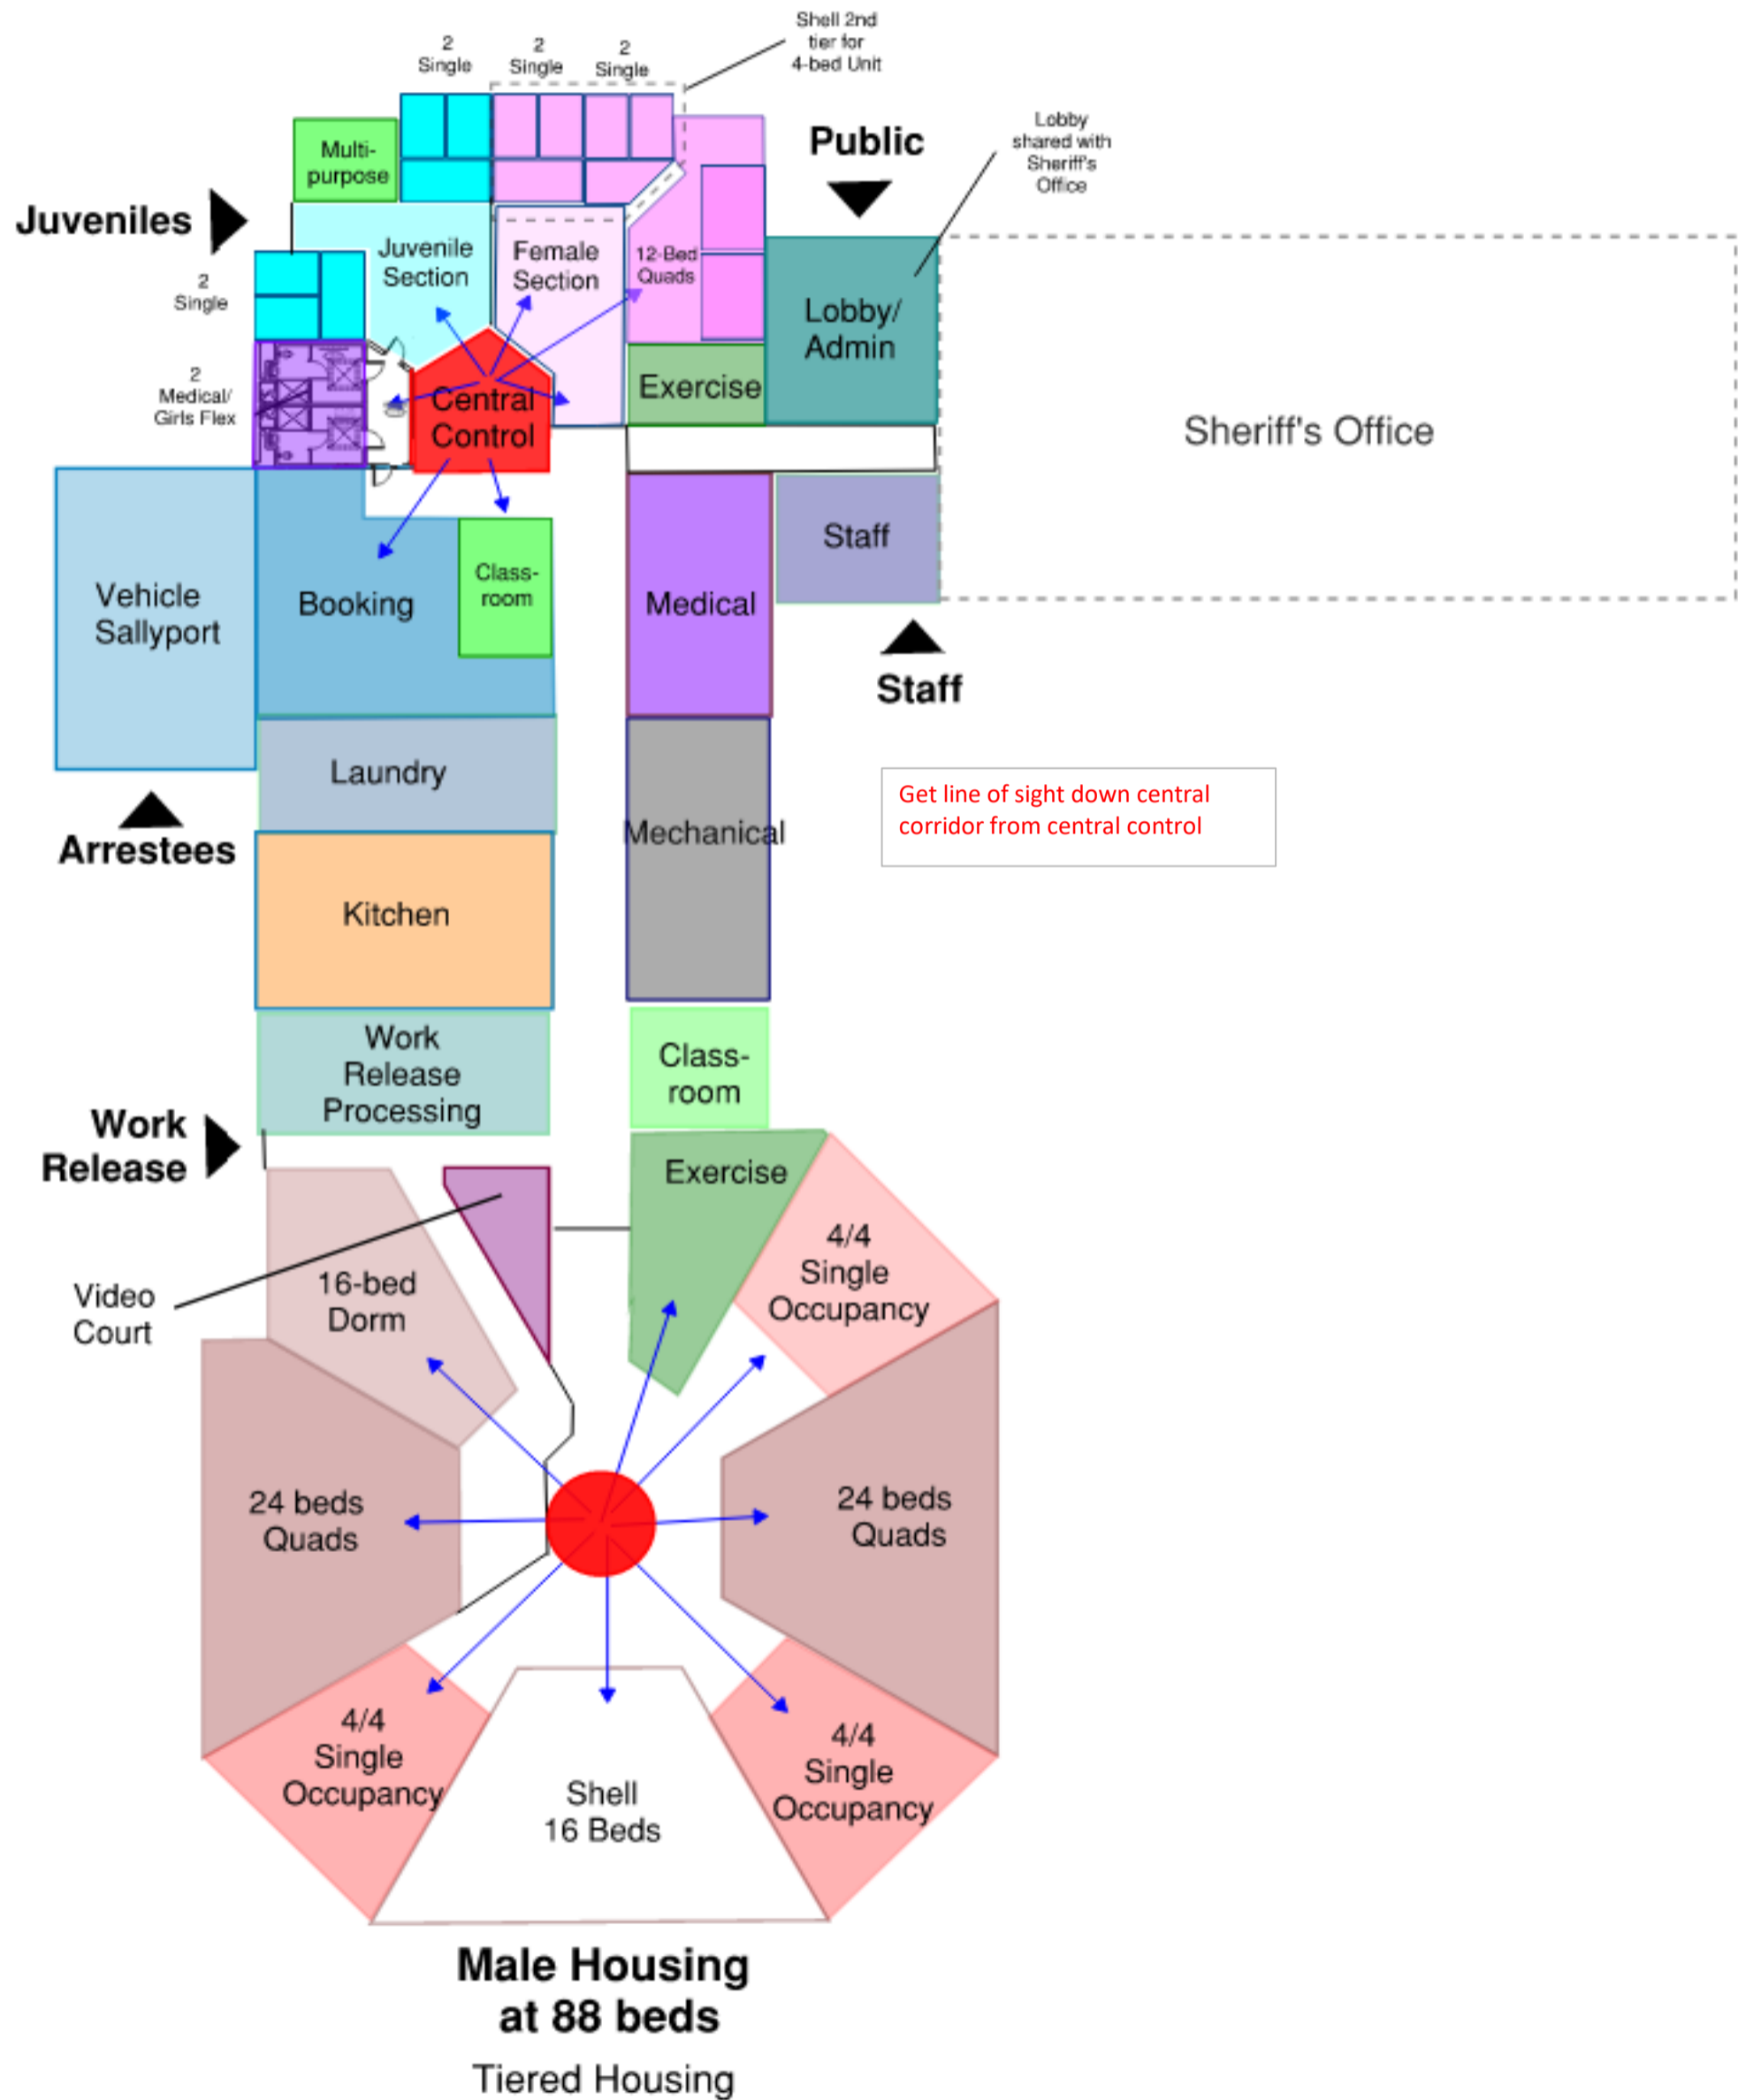 Shell 2nd
tier for
4-bed Unit
2
Single
2
Single
2
Single
Lobby
shared with
Sheriff's
Office
Public
Multi-
purpose
Juveniles
Juvenile
Section
Female
Section
12-Bed
Quads
2
Single
Lobby/
Admin
2
Medical/
Girls Flex
Central
Control
Exercise
Sheriff's Office
Vehicle
Sallyport
Booking
Class-
room
Medical
Staff
Staff
Laundry
Mechanical
Get line of sight down central
corridor from central control
Arrestees
Kitchen
Work
Release
Processing
Class-
room
Work
Release
Exercise
Video
Court
16-bed
Dorm
4/4
Single
Occupancy
24 beds
Quads
24 beds
Quads
4/4
Single
Occupancy
Shell
16 Beds
4/4
Single
Occupancy
Male Housing
at 88 beds
Tiered Housing